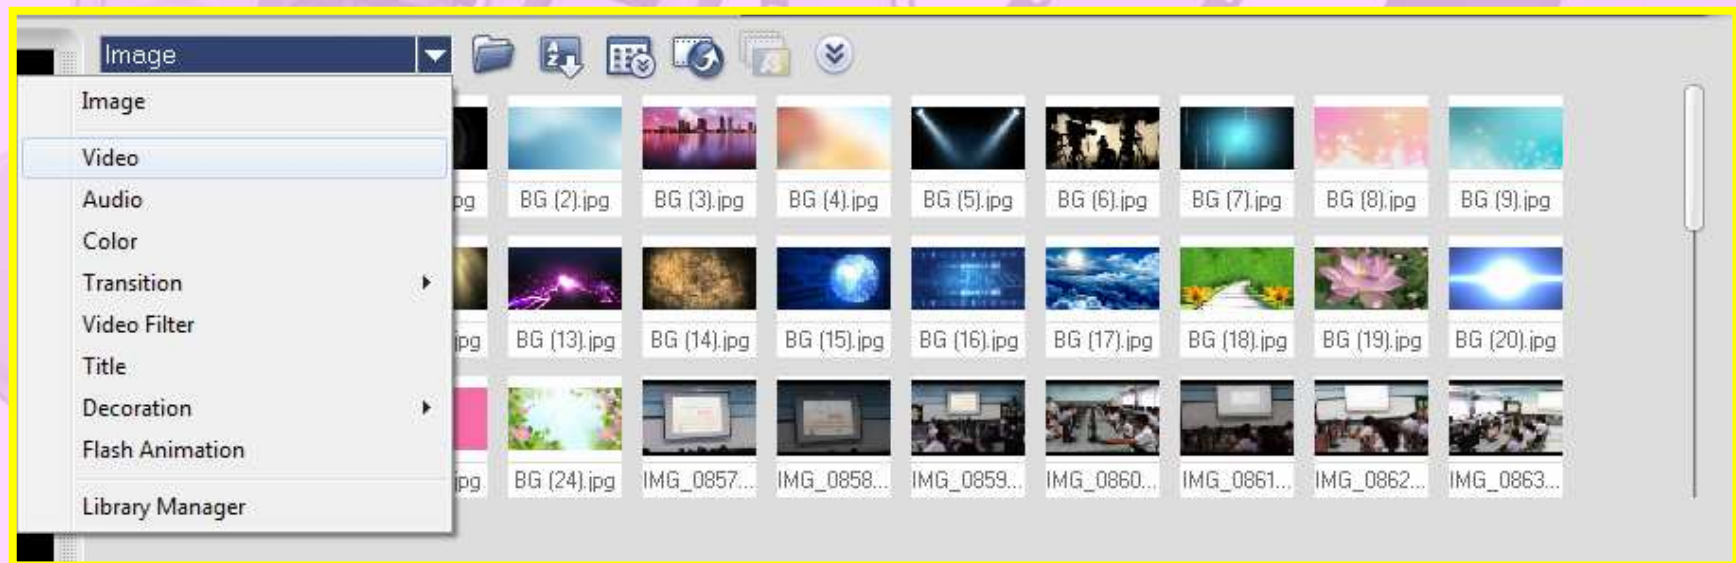 Image
Image
Video
Audio
Color
Transition
Video Filter
Title
Decoration
Flash Animation
Library Manager
pg BG (2).jpg BG (3).jpg BG (4).jpg BG (5).jpg BG (6).jpg BG (7).jpg BG (8).jpg BG (9).jpg
jpg BG (13).jpg BG (14).jpg BG (15).jpg BG (16).jpg BG (17).jpg BG (18).jpg BG (19).jpg BG (20).jpg
jpg BG (24).jpg IMG_0857... IMG_0858... IMG_0859... IMG_0860... IMG_0861... IMG_0862... IMG_0863...